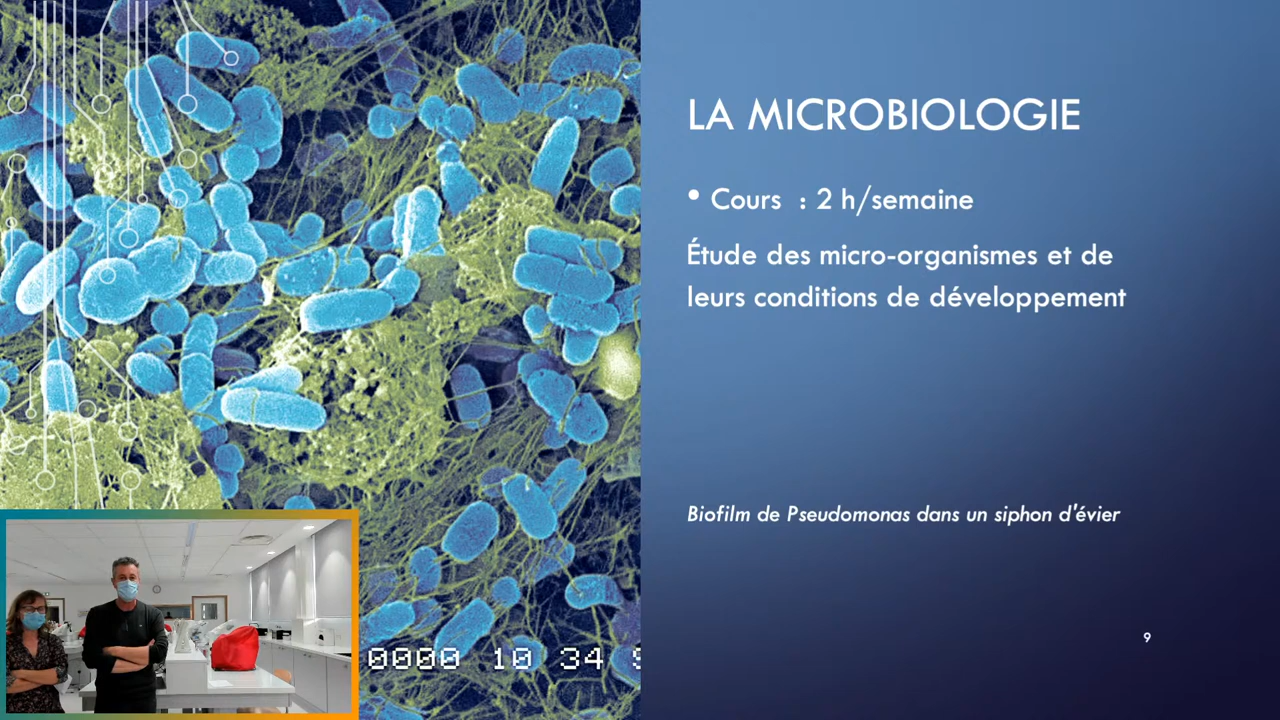 LA MICROBIOLOGIE
• Cours : 2 h/semaine
Étude des micro-organismes et de
leurs conditions de développement
Biofilm de Pseudomonas dans un siphon d'évier
9
0000 10 34 9